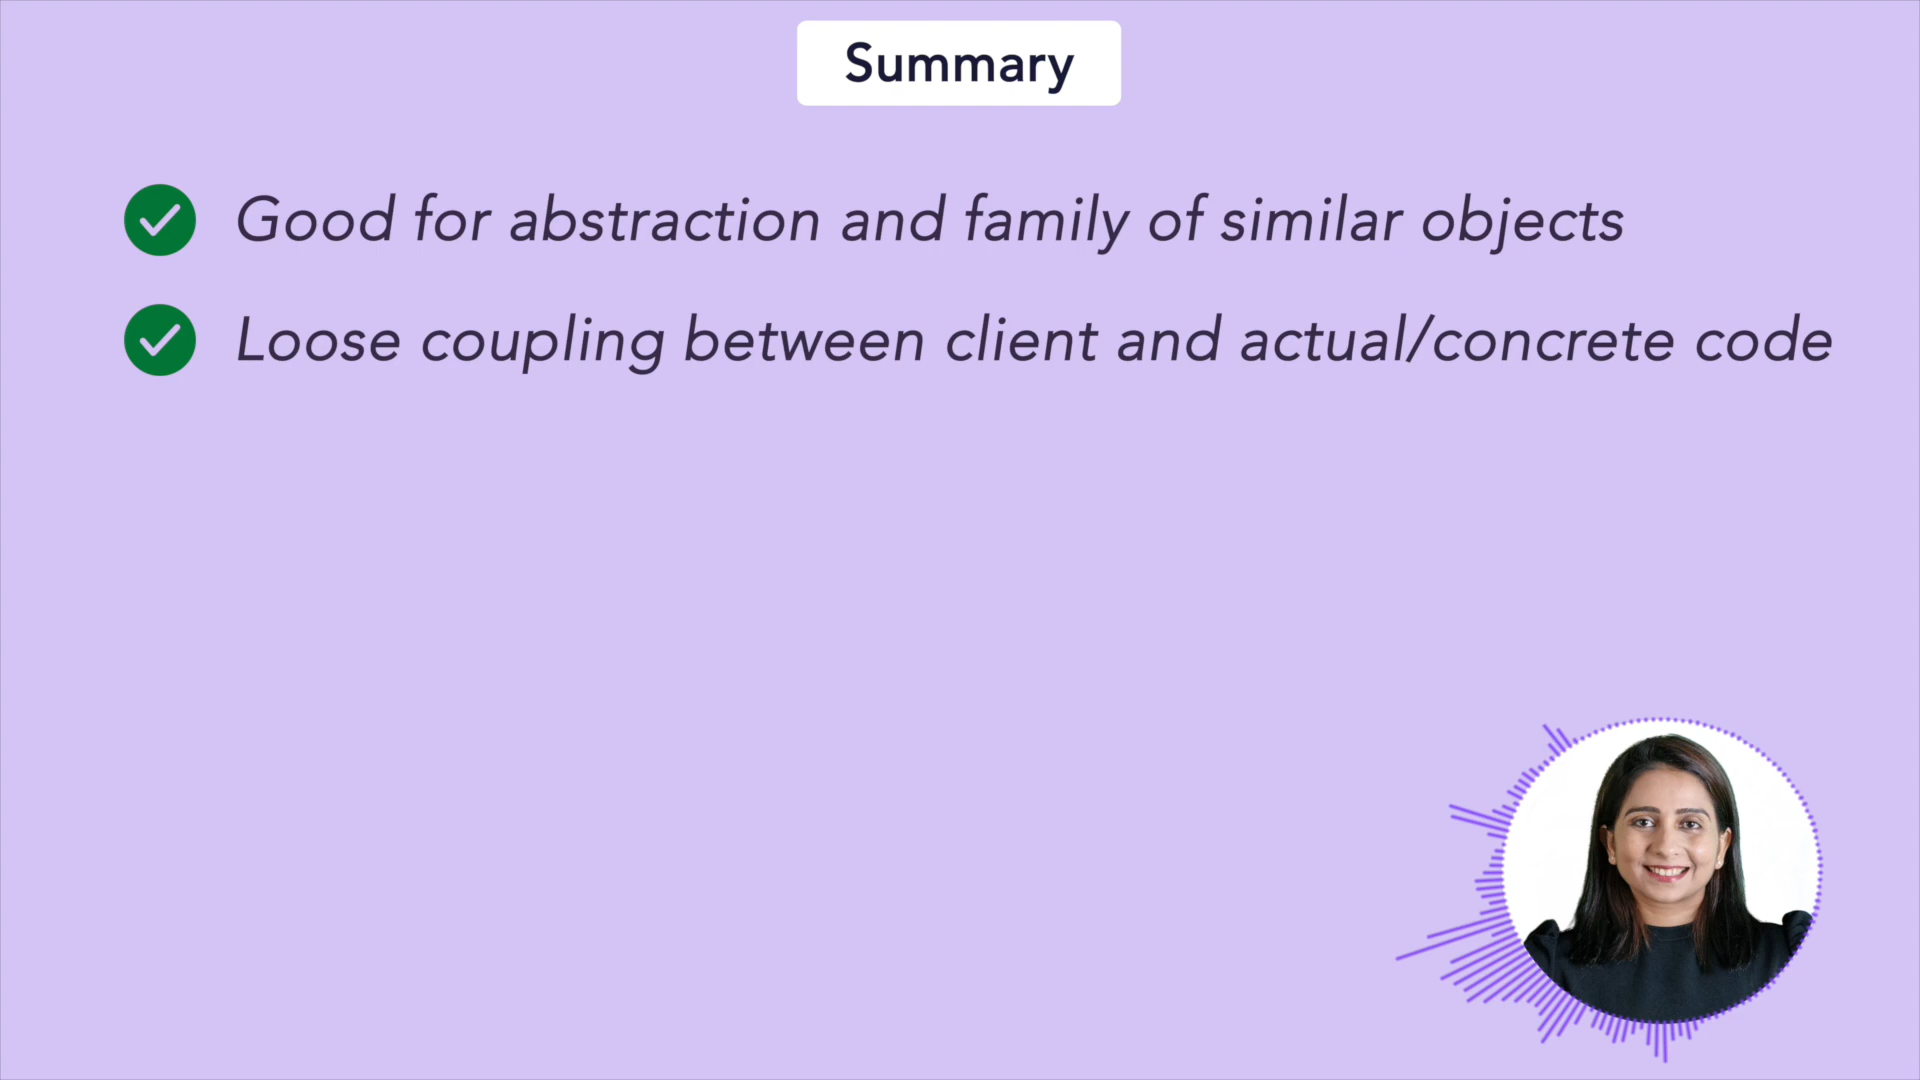 Summary
Good for abstraction and family of similar objects
Loose coupling between client and actual/concrete code